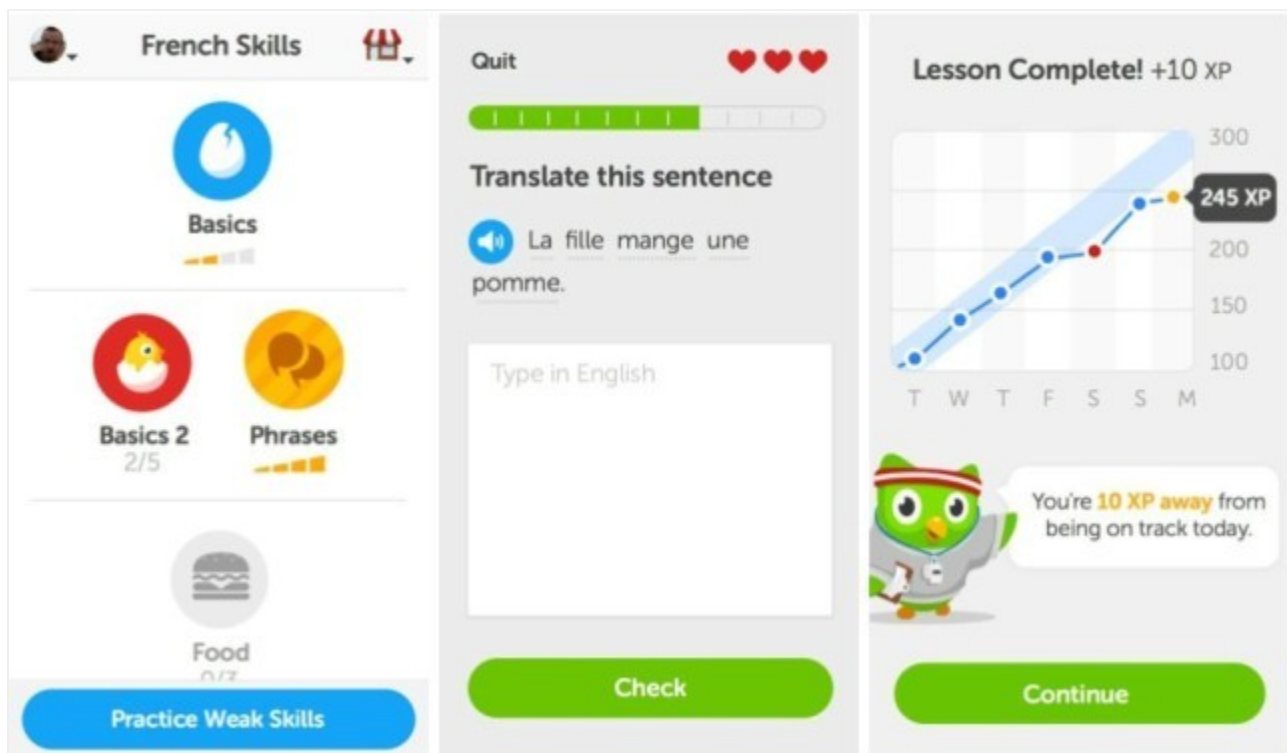 French Skills
Basics
Basics 2
2/5
Phrases
Food
0/3
Practice Weak Skills
Quit
Translate this sentence
La fille mange une
pomme.
Type in English
Check
Lesson Complete! +10 XP
300
245 XP
200
150
100
T W T F S S M
You're 10 XP away from
being on track today.
Continue